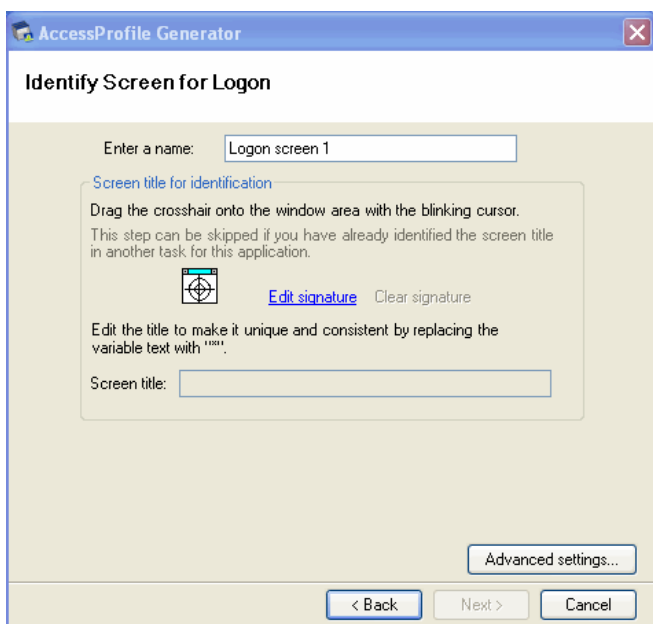 AccessProfile Generator
Identify Screen for Logon
Enter a name: Logon screen 1
Screen title for identification
Drag the crosshair onto the window area with the blinking cursor.
This step can be skipped if you have already identified the screen title
in another task for this application.
Edit signature Clear signature
Edit the title to make it unique and consistent by replacing the
variable text with "*".
Screen title:
Advanced settings...
< Back Next > Cancel